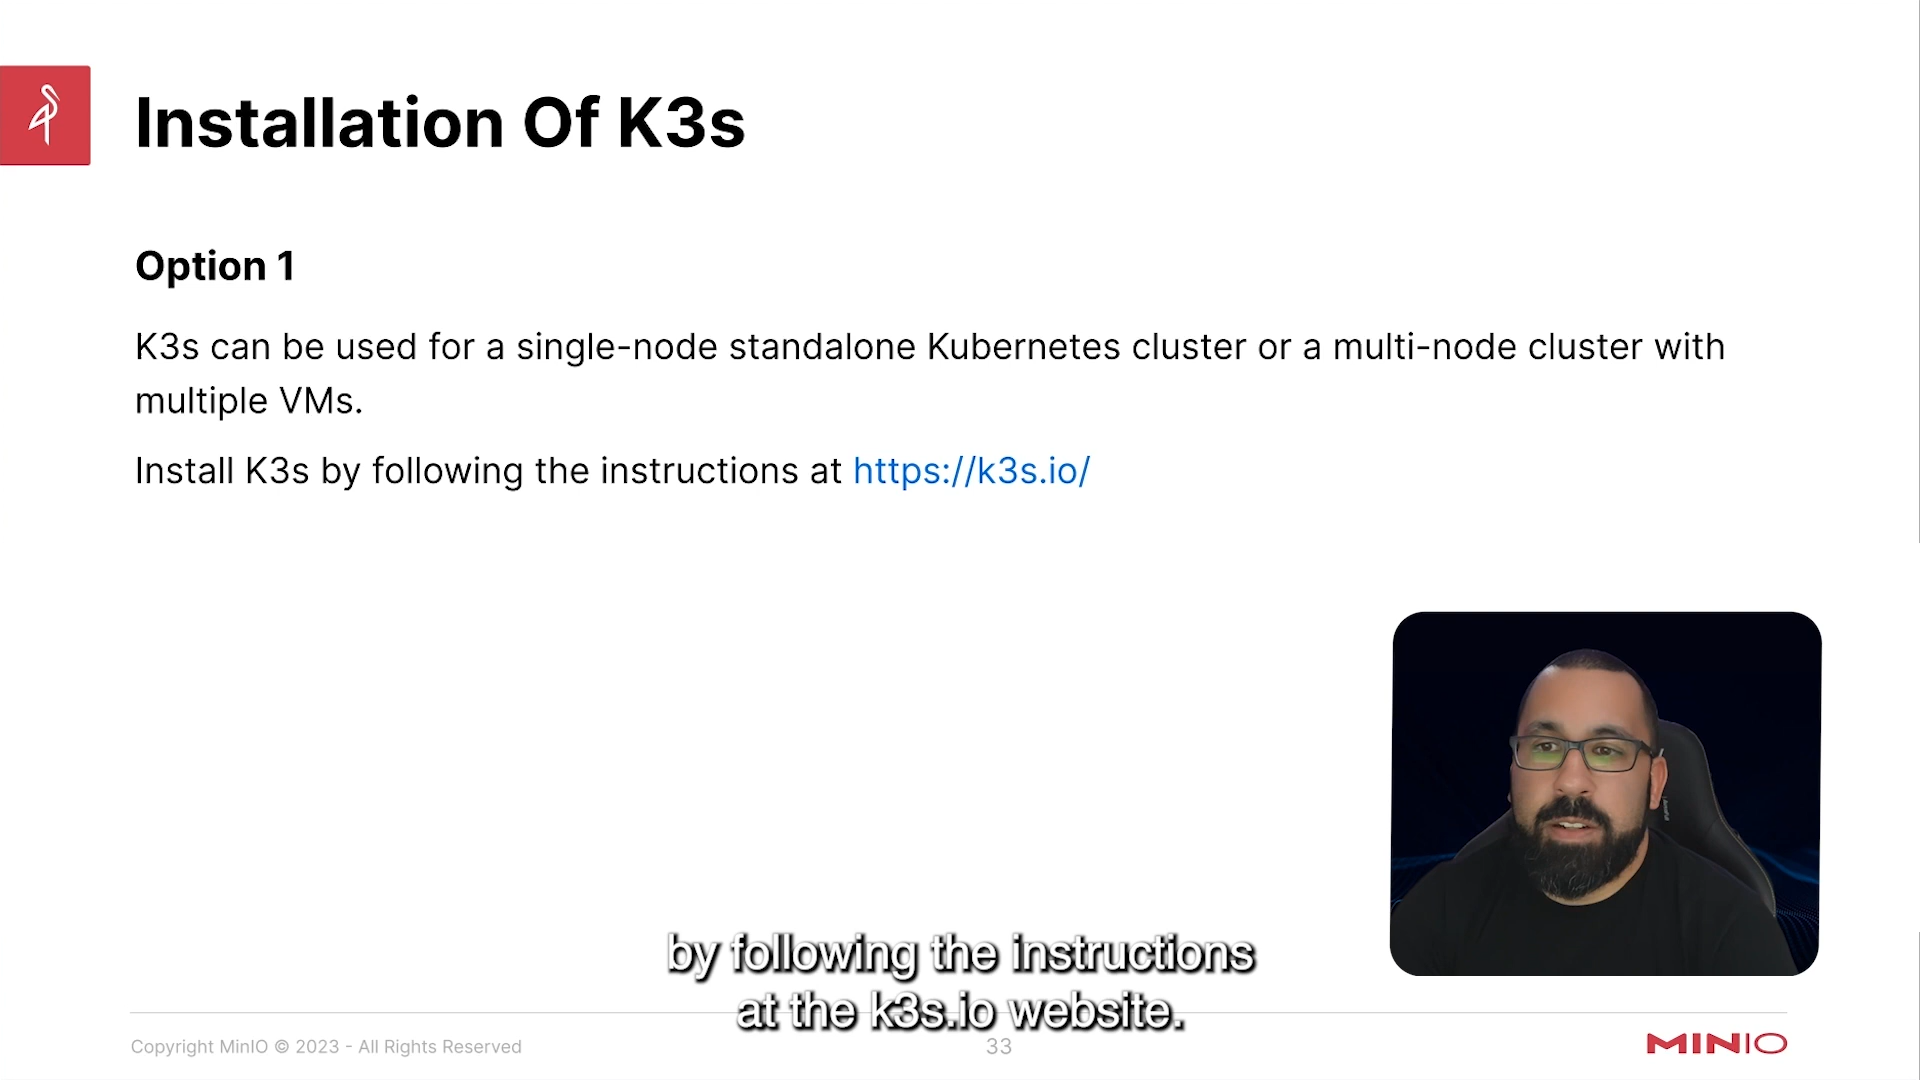 Installation Of K3s
Option 1
K3s can be used for a single-node standalone Kubernetes cluster or a multi-node cluster with
multiple VMs.
Install K3s by following the instructions at https://k3s.io/
by following the instructions
at the k3s.io website.
Copyright MinIO © 2023 - All Rights Reserved
33
MINIO